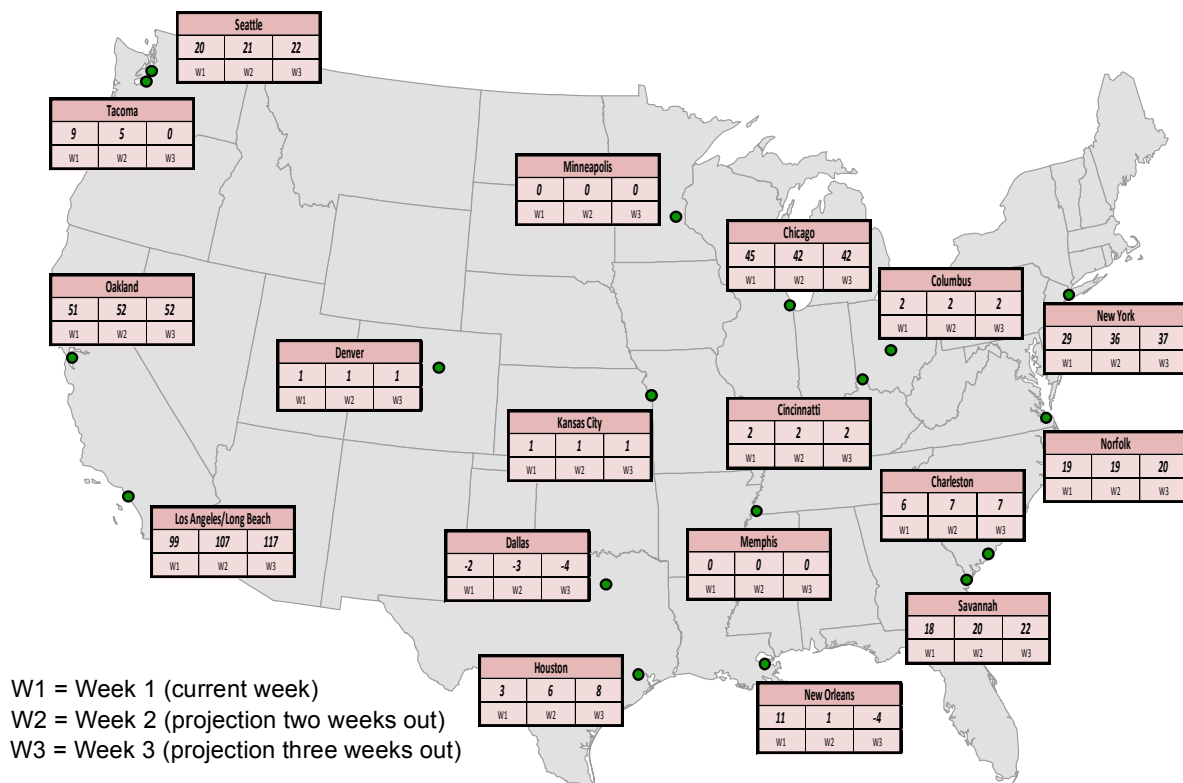 Seattle
20 21 22
W1 W2 W3
Tacoma
9 5 0
W1 W2 W3
Minneapolis
0 0 0
W1 W2 W3
Chicago
45 42 42
W1 W2 W3
Columbus
2 2 2
W1 W2 W3
Oakland
51 52 52
W1 W2 W3
New York
29 36 37
W1 W2 W3
Denver
1 1 1
W1 W2 W3
Kansas City
1 1 1
W1 W2 W3
Cincinnatti
2 2 2
W1 W2 W3
Norfolk
19 19 20
W1 W2 W3
Charleston
6 7 7
W1 W2 W3
Los Angeles/Long Beach
99 107 117
W1 W2 W3
Dallas
-2 -3 -4
W1 W2 W3
Memphis
0 0 0
W1 W2 W3
Savannah
18 20 22
W1 W2 W3
Houston
3 6 8
W1 W2 W3
New Orleans
11 1 -4
W1 W2 W3
W1 = Week 1 (current week)
W2 = Week 2 (projection two weeks out)
W3 = Week 3 (projection three weeks out)